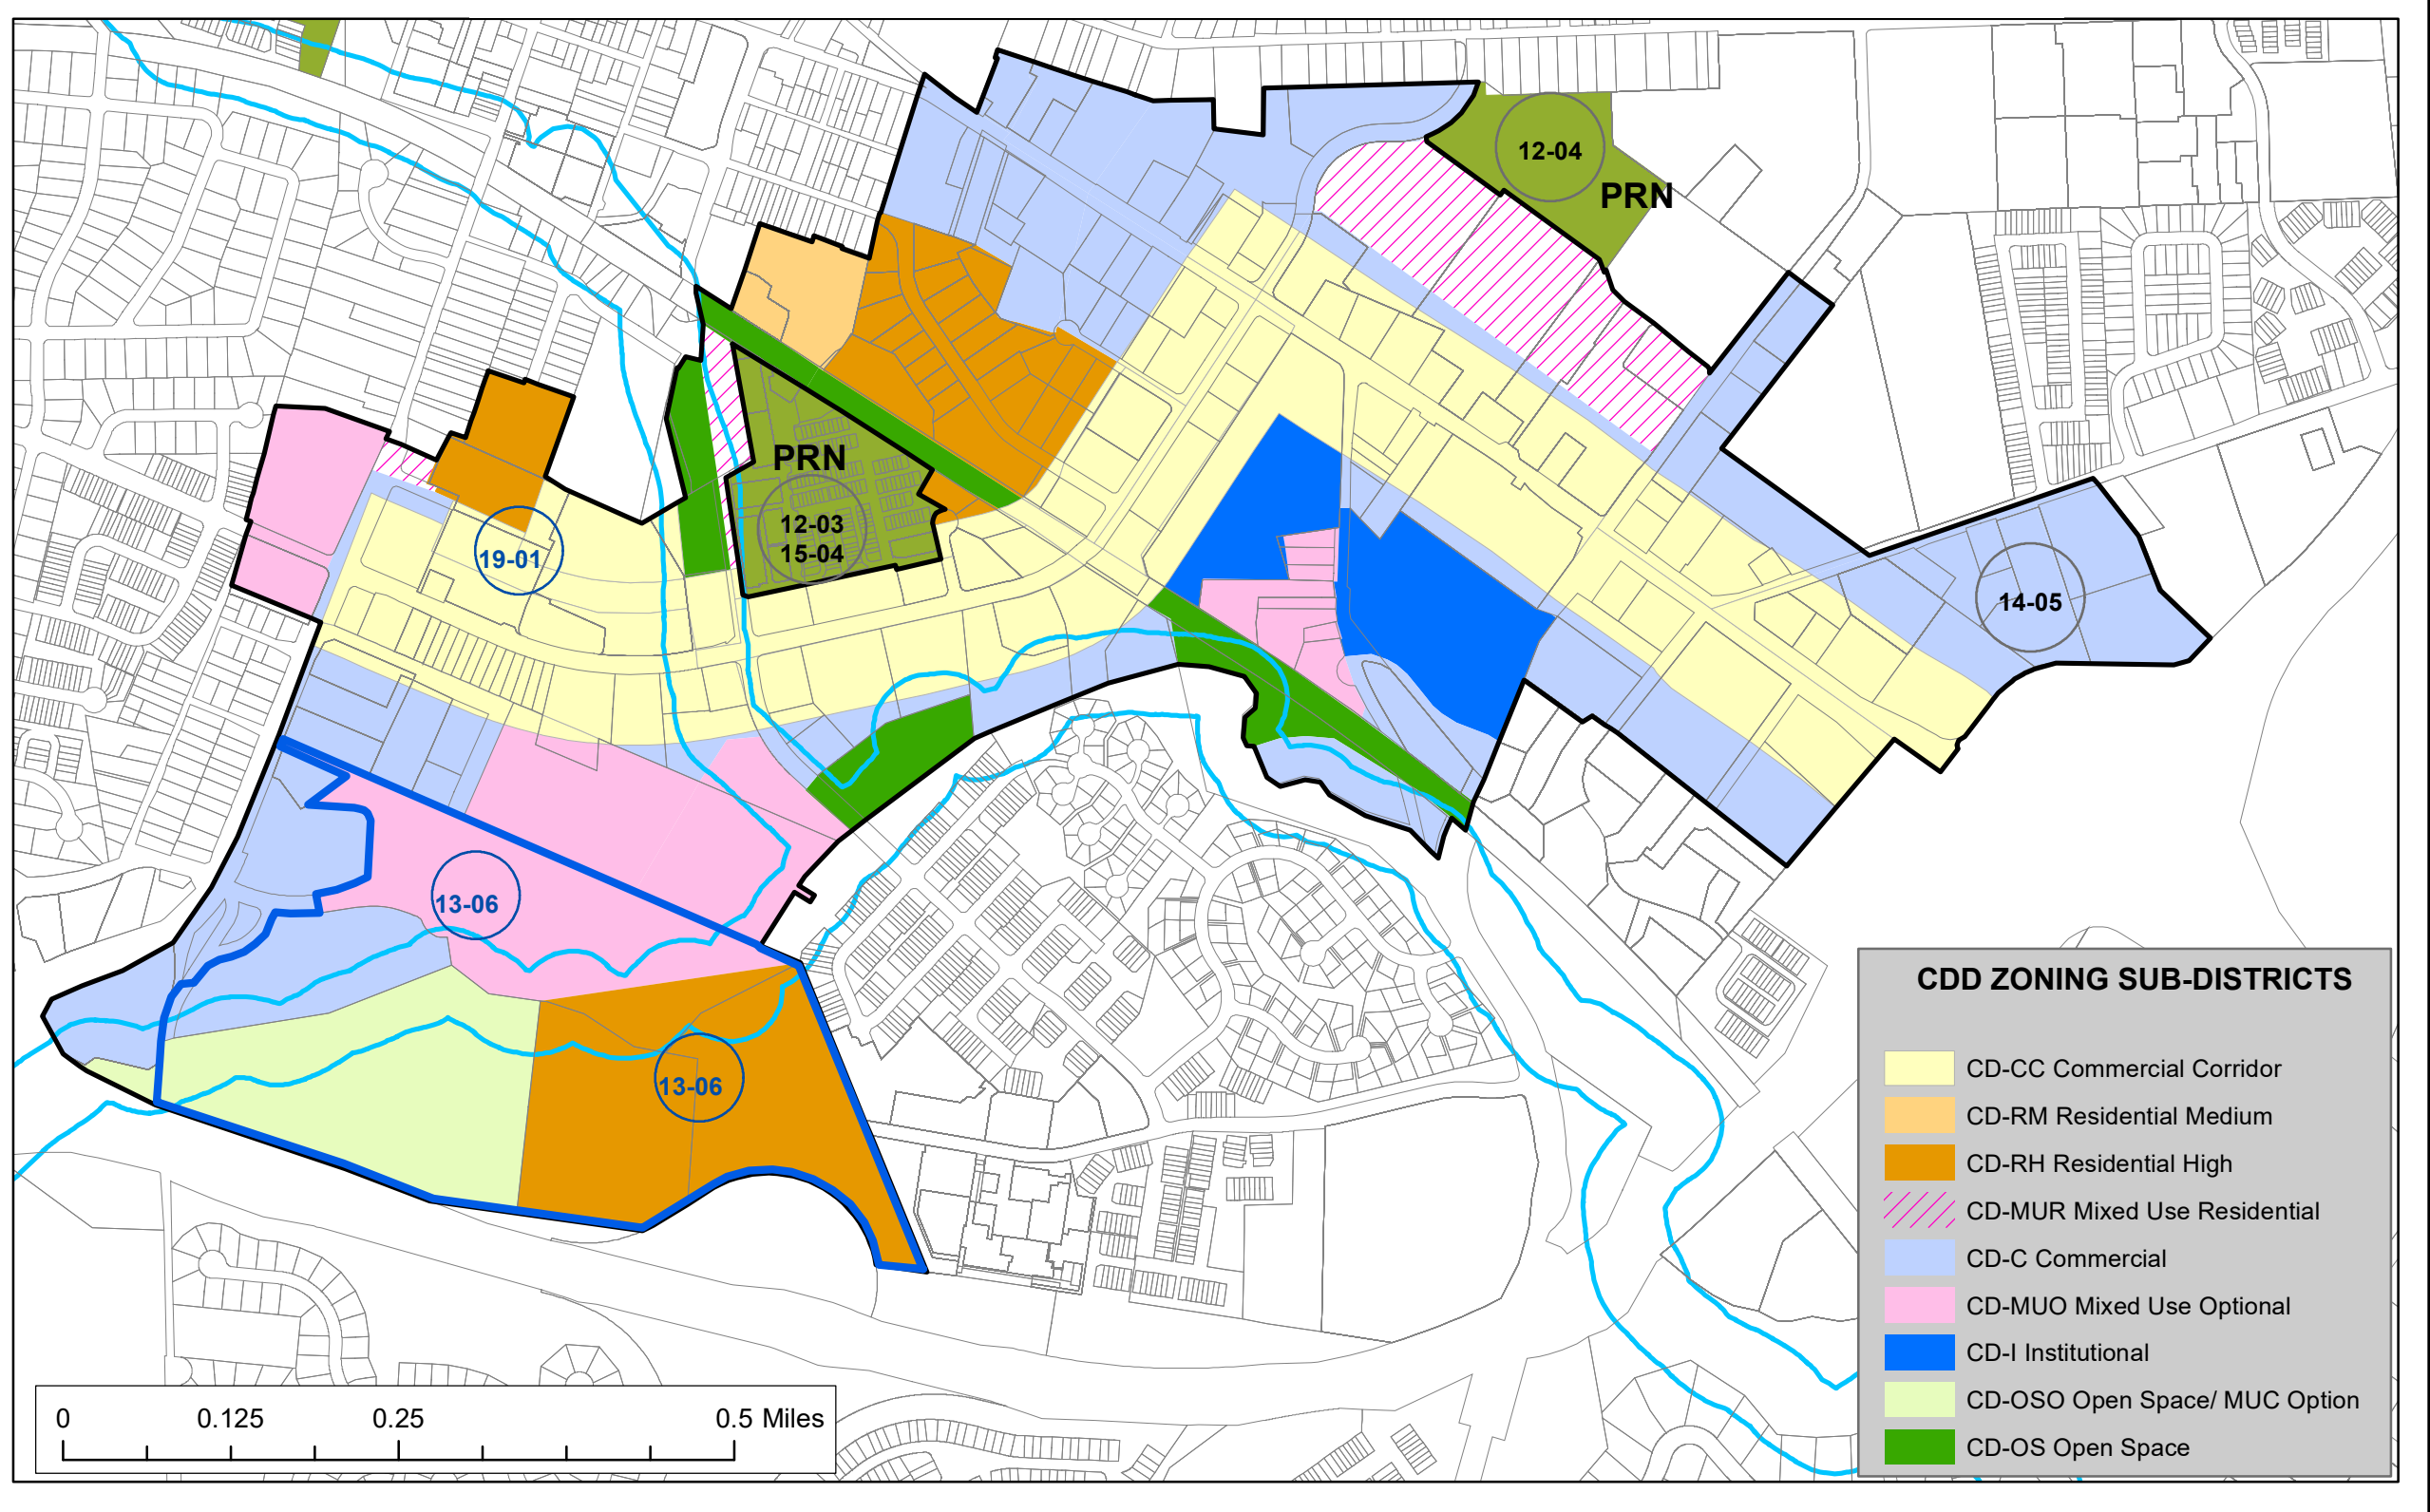 12-04
PRN
PRN
12-03
15-04
19-01
14-05
13-06
13-06
CDD ZONING SUB-DISTRICTS
CD-CC Commercial Corridor
CD-RM Residential Medium
CD-RH Residential High
CD-MUR Mixed Use Residential
CD-C Commercial
CD-MUO Mixed Use Optional
CD-I Institutional
CD-OSO Open Space/ MUC Option
CD-OS Open Space
0 0.125 0.25 0.5 Miles